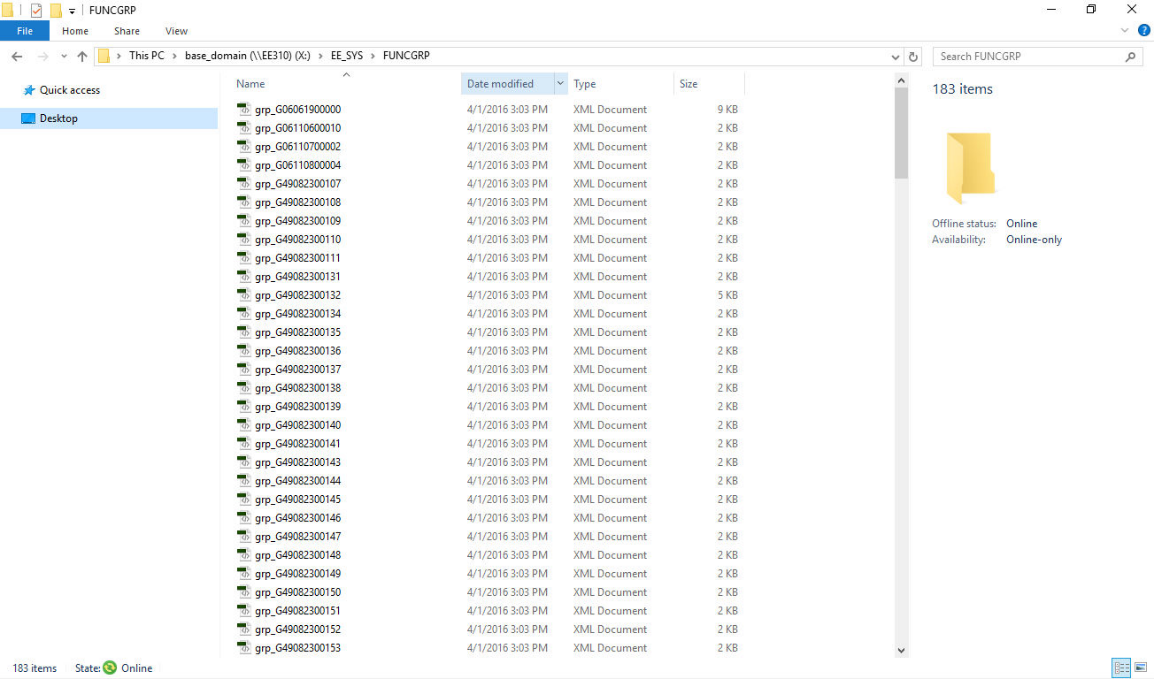 FUNCGRP
File Home Share View
This PC > base_domain (\\EE310) (X:) > EE_SYS > FUNCGRP
Search FUNCGRP
Quick access
Desktop
Name Date modified Type Size
grp_G06061900000 4/1/2016 3:03 PM XML Document 9 KB
grp_G06110600010 4/1/2016 3:03 PM XML Document 2 KB
grp_G06110700002 4/1/2016 3:03 PM XML Document 2 KB
grp_G06110800004 4/1/2016 3:03 PM XML Document 2 KB
grp_G49082300107 4/1/2016 3:03 PM XML Document 2 KB
grp_G49082300108 4/1/2016 3:03 PM XML Document 2 KB
grp_G49082300109 4/1/2016 3:03 PM XML Document 2 KB
grp_G49082300110 4/1/2016 3:03 PM XML Document 2 KB
grp_G49082300111 4/1/2016 3:03 PM XML Document 2 KB
grp_G49082300131 4/1/2016 3:03 PM XML Document 2 KB
grp_G49082300132 4/1/2016 3:03 PM XML Document 5 KB
grp_G49082300134 4/1/2016 3:03 PM XML Document 2 KB
grp_G49082300135 4/1/2016 3:03 PM XML Document 2 KB
grp_G49082300136 4/1/2016 3:03 PM XML Document 2 KB
grp_G49082300137 4/1/2016 3:03 PM XML Document 2 KB
grp_G49082300138 4/1/2016 3:03 PM XML Document 2 KB
grp_G49082300139 4/1/2016 3:03 PM XML Document 2 KB
grp_G49082300140 4/1/2016 3:03 PM XML Document 2 KB
grp_G49082300141 4/1/2016 3:03 PM XML Document 2 KB
grp_G49082300143 4/1/2016 3:03 PM XML Document 2 KB
grp_G49082300144 4/1/2016 3:03 PM XML Document 2 KB
grp_G49082300145 4/1/2016 3:03 PM XML Document 2 KB
grp_G49082300146 4/1/2016 3:03 PM XML Document 2 KB
grp_G49082300147 4/1/2016 3:03 PM XML Document 2 KB
grp_G49082300148 4/1/2016 3:03 PM XML Document 2 KB
grp_G49082300149 4/1/2016 3:03 PM XML Document 2 KB
grp_G49082300150 4/1/2016 3:03 PM XML Document 2 KB
grp_G49082300151 4/1/2016 3:03 PM XML Document 2 KB
grp_G49082300152 4/1/2016 3:03 PM XML Document 2 KB
grp_G49082300153 4/1/2016 3:03 PM XML Document 2 KB
183 items
Offline status: Online
Availability: Online-only
183 items State: Online